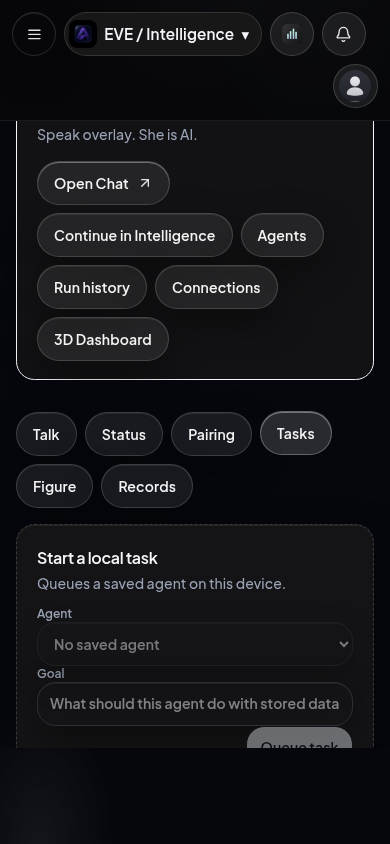 EVE / Intelligence ▾
Speak overlay. She is AI.
Open Chat ↗
Continue in Intelligence
Agents
Run history
Connections
3D Dashboard
Talk
Status
Pairing
Tasks
Figure
Records
Start a local task
Queues a saved agent on this device.
Agent
No saved agent
Goal
What should this agent do with stored data
Queue task